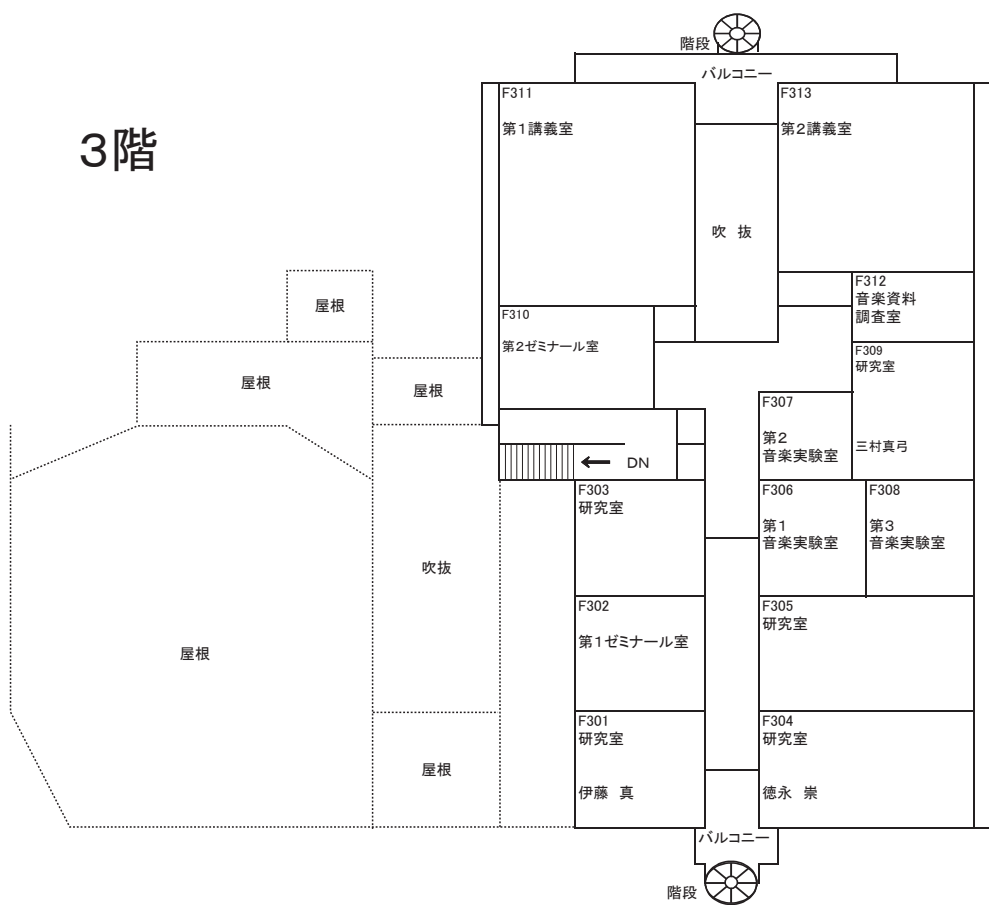 階段
バルコニー
3階
F311
第1講義室
F313
第2講義室
吹 抜
F312
音楽資料
調査室
屋根
F310
第2ゼミナール室
F309
研究室
三村真弓
屋根
屋根
F307
第2
音楽実験室
DN
F303
研究室
F306
第1
音楽実験室
F308
第3
音楽実験室
吹抜
F302
第1ゼミナール室
F305
研究室
屋根
F301
研究室
伊藤 真
F304
研究室
徳永 崇
屋根
バルコニー
階段